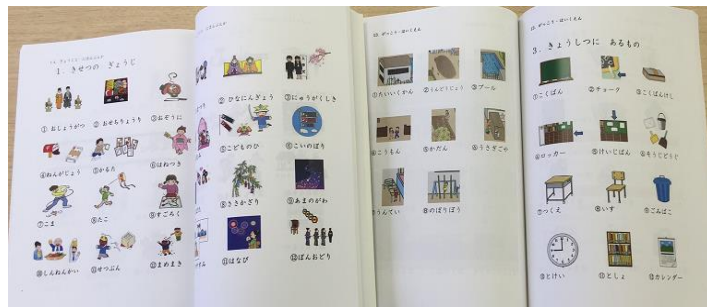 1. きせつの ぎょうじ
①おしょうがつ ②おせちりょうり ③おぞうに
④ねんがじょう ⑤かるた ⑥はねつき
⑦こま ⑧たこ ⑨すごろく
⑩しんねんかい ⑪せつぶん ⑫まめまき
②ひなにんぎょう ③にゅうがくしき
⑤こどものひ ⑥こいのぼり
⑧ささかざり ⑨あまのがわ
⑪はなび ⑫ぼんおどり
12. がっこう・ほいくえん
①たいいくかん ②うんどうじょう ③プール
④こうもん ⑤かだん ⑥うさぎごや
⑦うんてい ⑧のぼりぼう
12. がっこう・ほいくえん
3. きょうしつに あるもの
①こくばん ②チョーク ③こくばんけし
④ロッカー ⑤けいじばん ⑥そうじどうぐ
⑦つくえ ⑧いす ⑨ごみばこ
⑩とけい ⑪としょ ⑫カレンダー